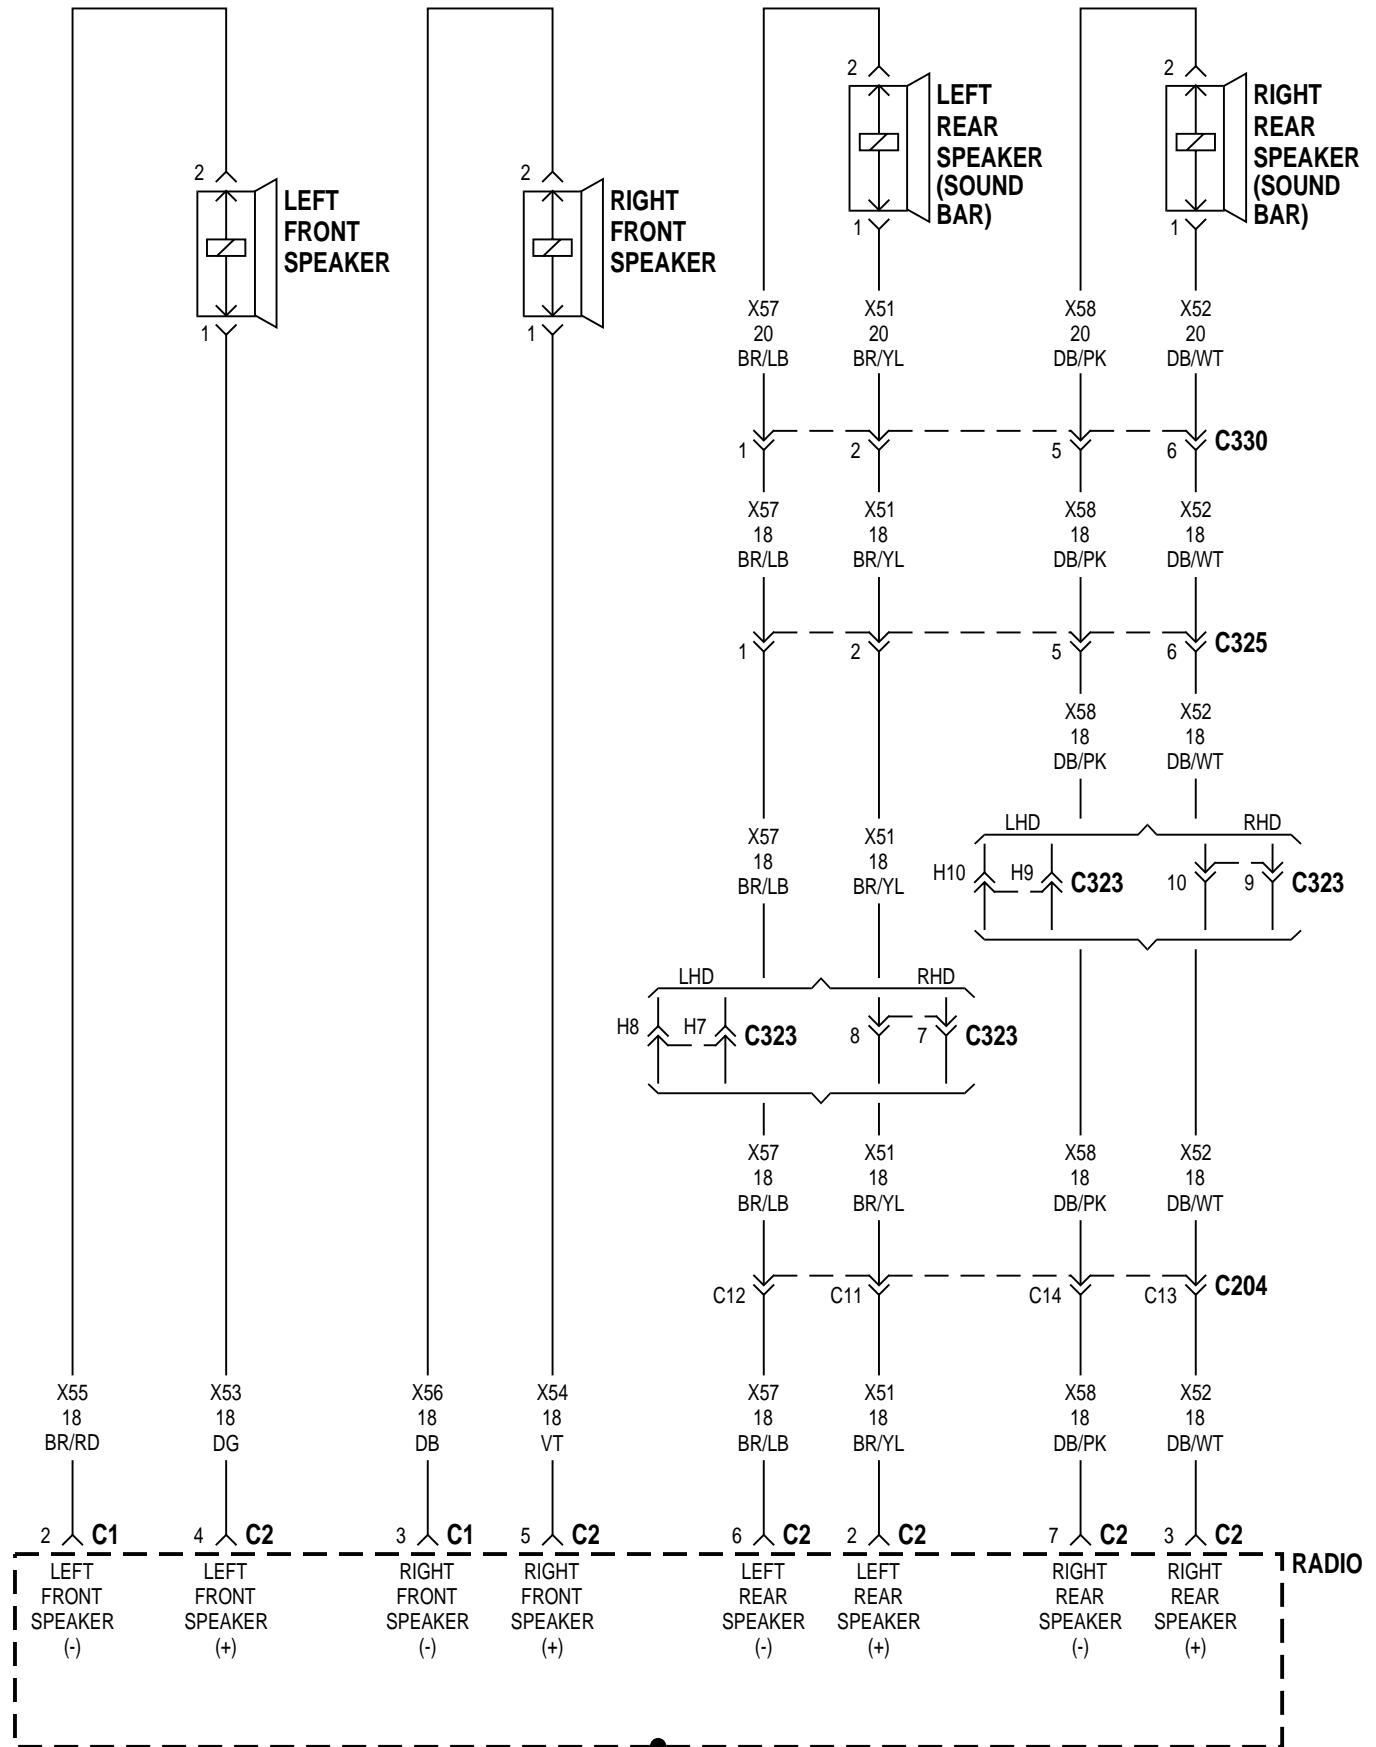 2
LEFT
REAR
SPEAKER
(SOUND
BAR)
1
2
RIGHT
REAR
SPEAKER
(SOUND
BAR)
1
2
LEFT
FRONT
SPEAKER
1
2
RIGHT
FRONT
SPEAKER
1
X57 X51 X58 X52
20 20 20 20
BR/LB BR/YL DB/PK DB/WT
1 2 5 6 C330
X57 X51 X58 X52
18 18 18 18
BR/LB BR/YL DB/PK DB/WT
1 2 5 6 C325
X58 X52
18 18
DB/PK DB/WT
LHD RHD
H10 H9 C323 10 9 C323
X57 X51
18 18
BR/LB BR/YL
LHD RHD
H8 H7 C323 8 7 C323
X57 X51 X58 X52
18 18 18 18
BR/LB BR/YL DB/PK DB/WT
C12 C11 C14 C13 C204
X55 X53 X56 X54 X57 X51 X58 X52
18 18 18 18 18 18 18 18
BR/RD DG DB VT BR/LB BR/YL DB/PK DB/WT
2 C1 4 C2 3 C1 5 C2 6 C2 2 C2 7 C2 3 C2
RADIO
LEFT LEFT RIGHT RIGHT LEFT LEFT RIGHT RIGHT
FRONT FRONT FRONT FRONT REAR REAR REAR REAR
SPEAKER SPEAKER SPEAKER SPEAKER SPEAKER SPEAKER SPEAKER SPEAKER
(-) (+) (-) (+) (-) (+) (-) (+)